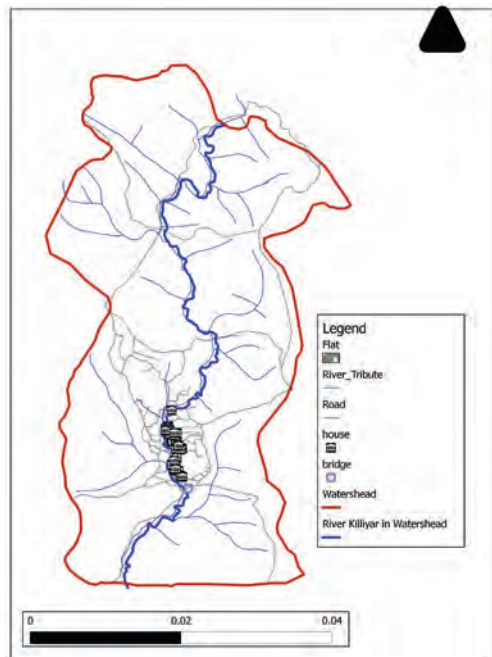 Legend
Flat
River_Tribute
Road
house
bridge
Watershead
River Killiyar in Watershead
0 0.02 0.04